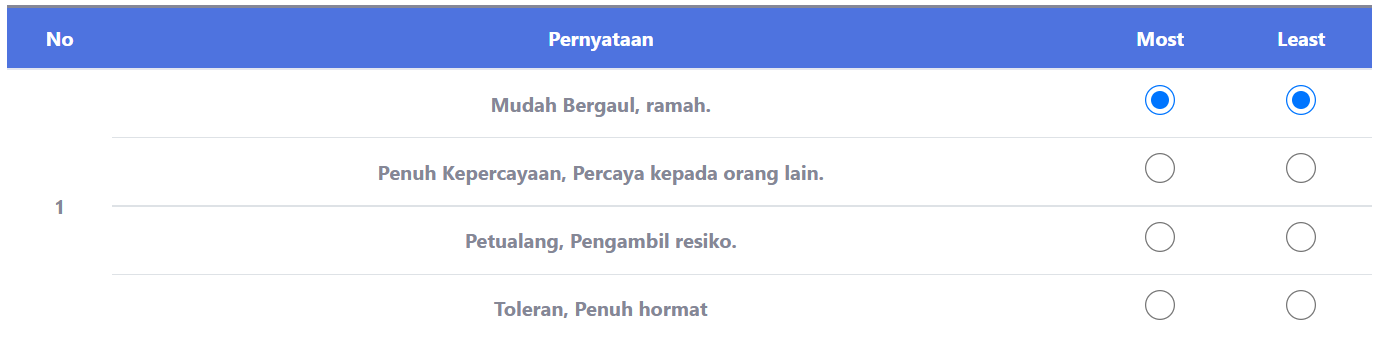 No Pernyataan Most Least
Mudah Bergaul, ramah.
Penuh Kepercayaan, Percaya kepada orang lain.
1
Petualang, Pengambil resiko.
Toleran, Penuh hormat